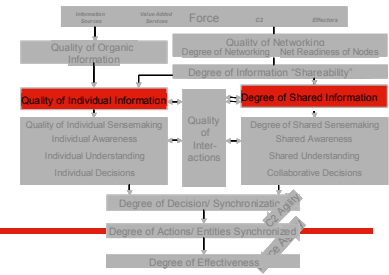 Information Sources
Value Added Services
Force
C2
Effectors
Quality of Organic
Information
Quality of Networking
Degree of Networking Net Readiness of Nodes
Degree of Information "Shareability"
Quality of Individual Information
Degree of Shared Information
Quality
of
Inter-
actions
Quality of Individual Sensemaking
Individual Awareness
Individual Understanding
Individual Decisions
Degree of Shared Sensemaking
Shared Awareness
Shared Understanding
Collaborative Decisions
Degree of Decision/ Synchronization
C2 Agility
Degree of Actions/ Entities Synchronized
Degree of Effectiveness